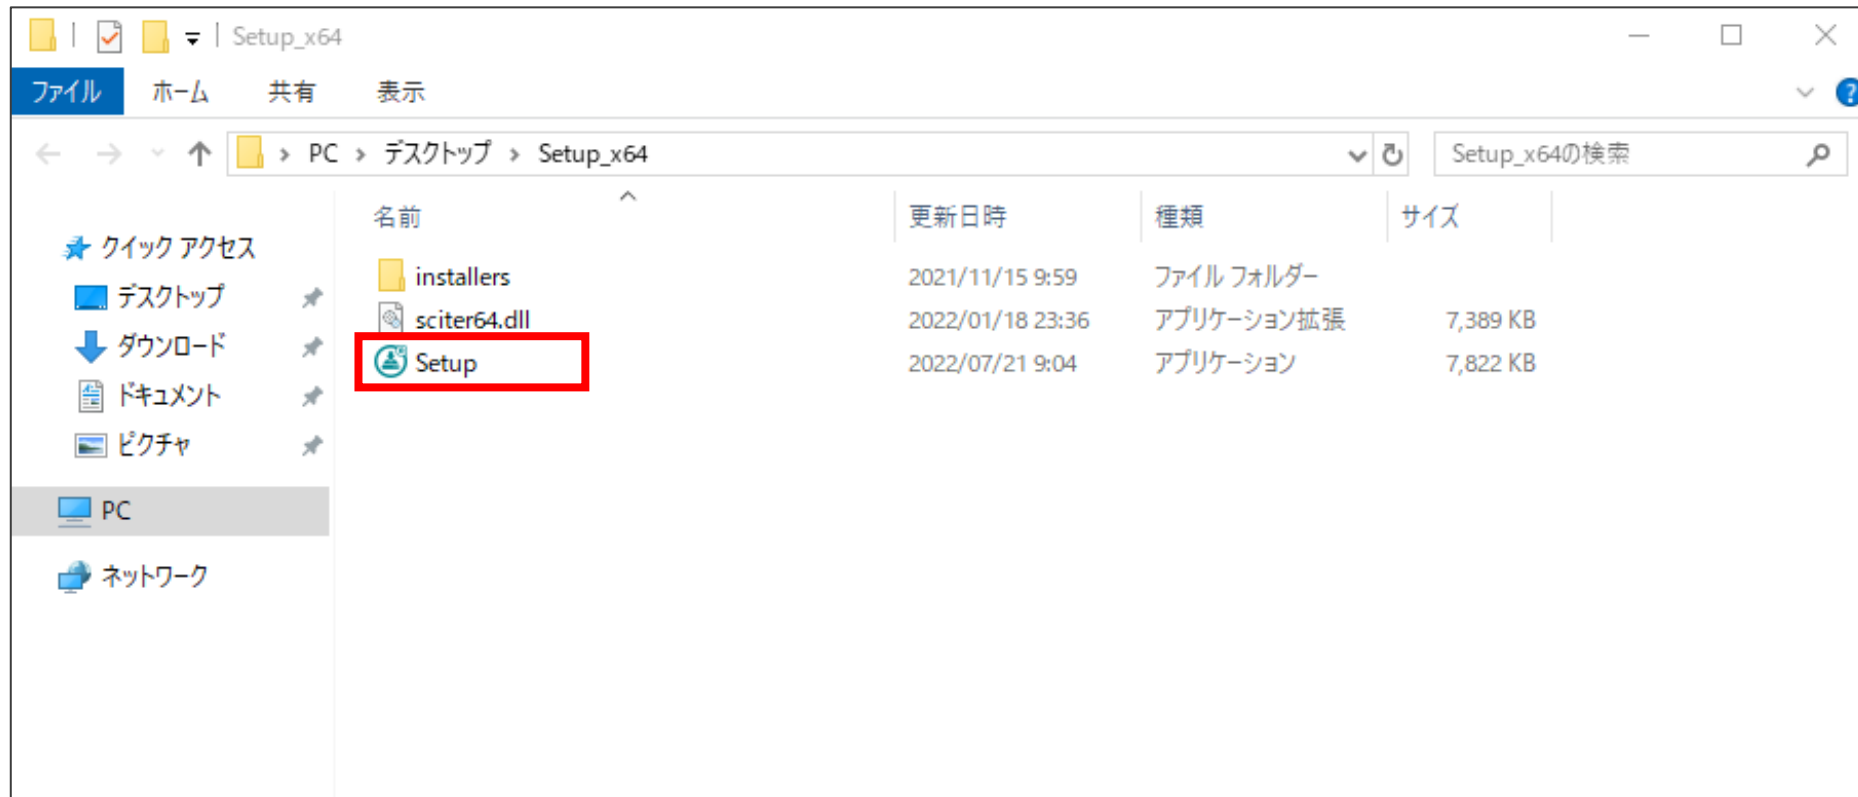 Setup_x64
ファイル ホーム 共有 表示
PC デスクトップ Setup_x64 Setup_x64の検索
名前 更新日時 種類 サイズ
クイック アクセス
デスクトップ
ダウンロード
ドキュメント
ピクチャ
PC
ネットワーク
installers 2021/11/15 9:59 ファイル フォルダー
sciter64.dll 2022/01/18 23:36 アプリケーション拡張 7,389 KB
Setup 2022/07/21 9:04 アプリケーション 7,822 KB